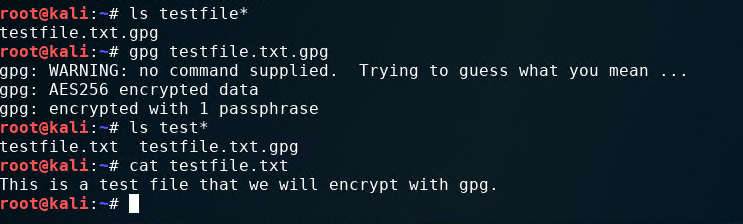 root@kali:~# ls testfile*
testfile.txt.gpg
root@kali:~# gpg testfile.txt.gpg
gpg: WARNING: no command supplied.  Trying to guess what you mean ...
gpg: AES256 encrypted data
gpg: encrypted with 1 passphrase
root@kali:~# ls test*
testfile.txt  testfile.txt.gpg
root@kali:~# cat testfile.txt
This is a test file that we will encrypt with gpg.
root@kali:~#